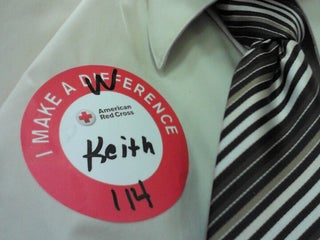 I MAKE A DIFFERENCE
W
American
Red Cross
Keith
114